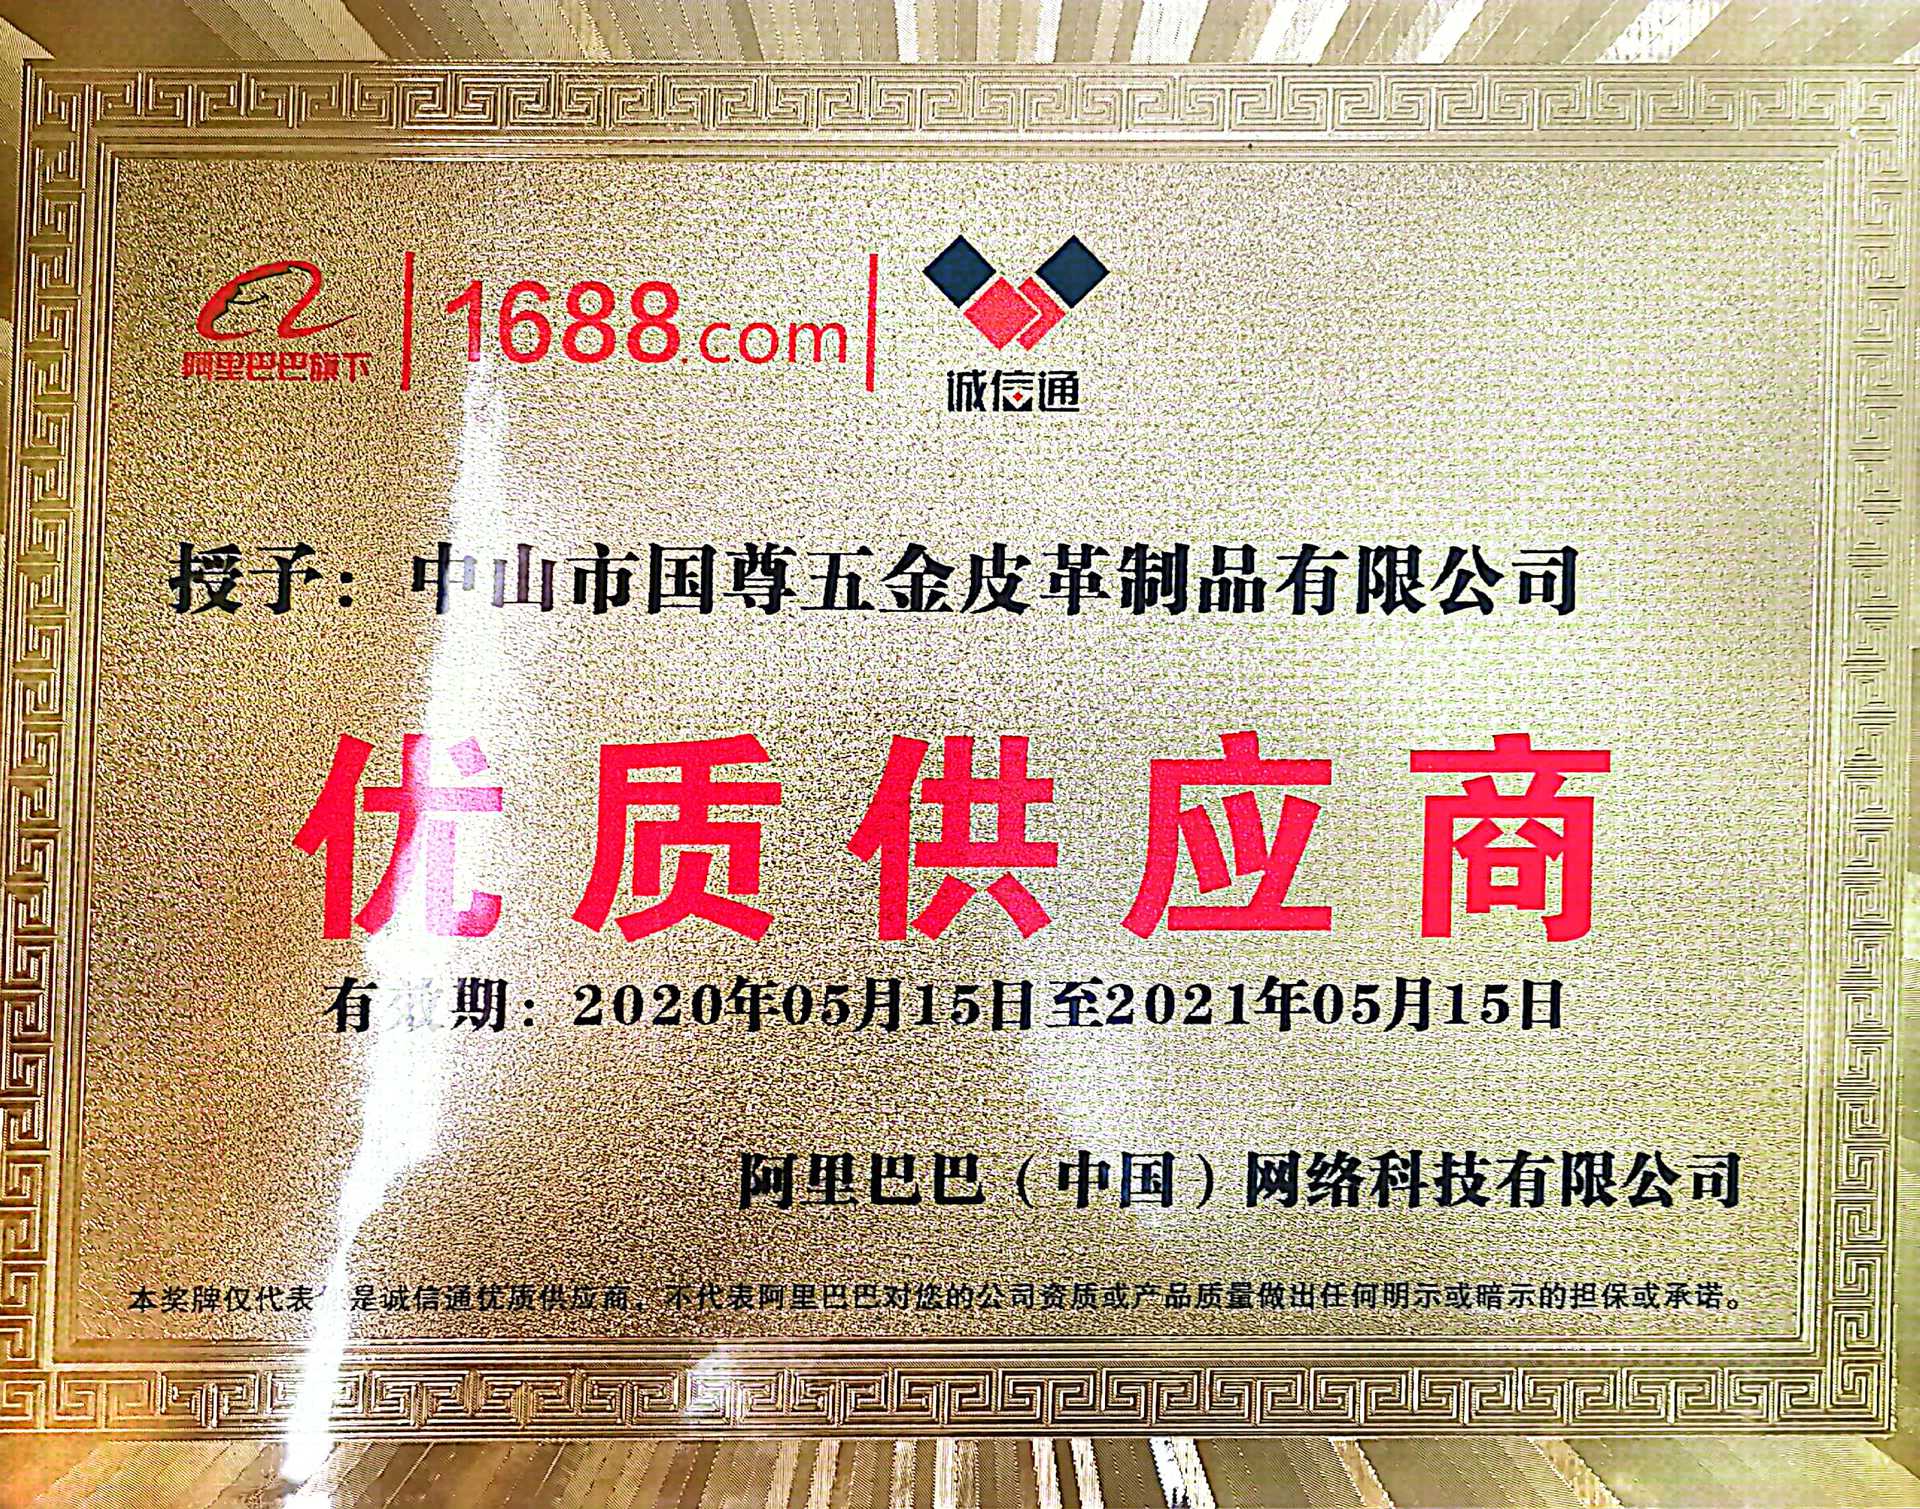 阿里巴巴旗下
1688.com
诚信通
授予：中山市国尊五金皮革制品有限公司
优质供应商
有效期：2020年05月15日至2021年05月15日
阿里巴巴（中国）网络科技有限公司
本奖牌仅代表 是诚信通优质供应商，不代表阿里巴巴对您的公司资质或产品质量做出任何明示或暗示的担保或承诺。